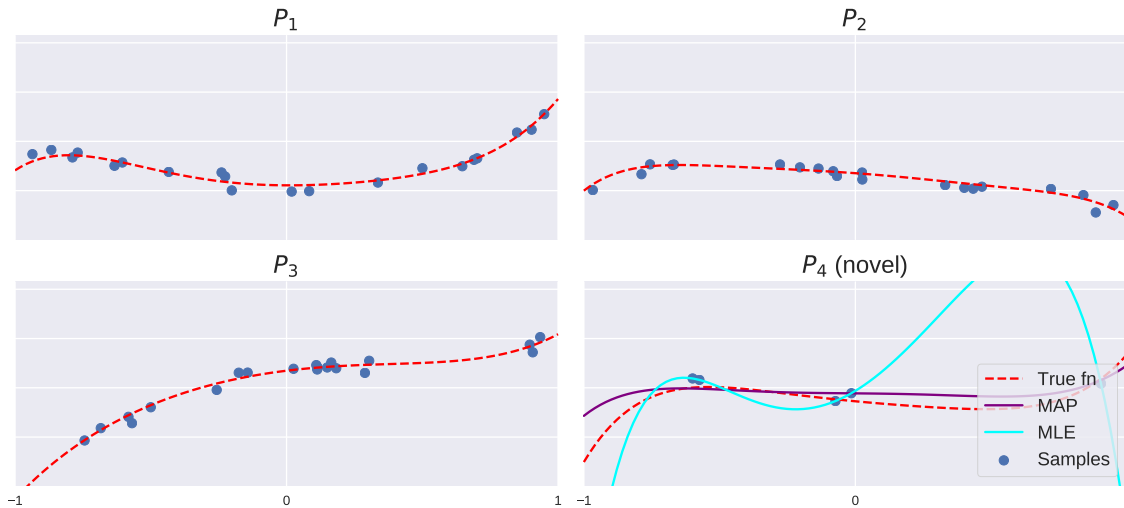 P₁
P₂
P₃
P₄ (novel)
True fn
MAP
MLE
Samples
−1
0
1
−1
0